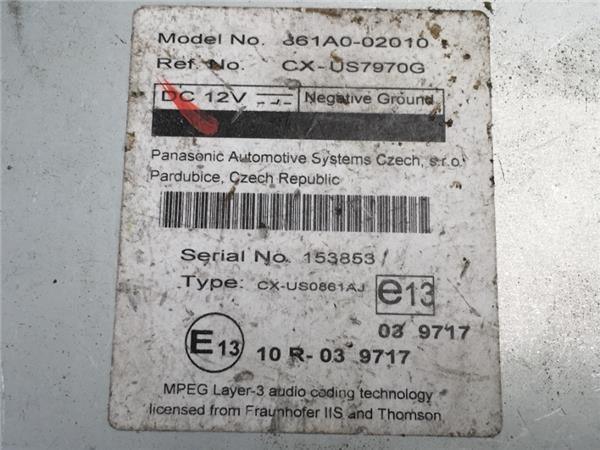 Model No. 861A0-02010
Ref. No. CX-US7970G
DC 12V Negative Ground
Panasonic Automotive Systems Czech, s.r.o.
Pardubice, Czech Republic
Serial No. 153853
Type: CX-US0861AJ e13
03 9717
E13 10 R-03 9717
MPEG Layer-3 audio coding technology
licensed from Fraunhofer IIS and Thomson